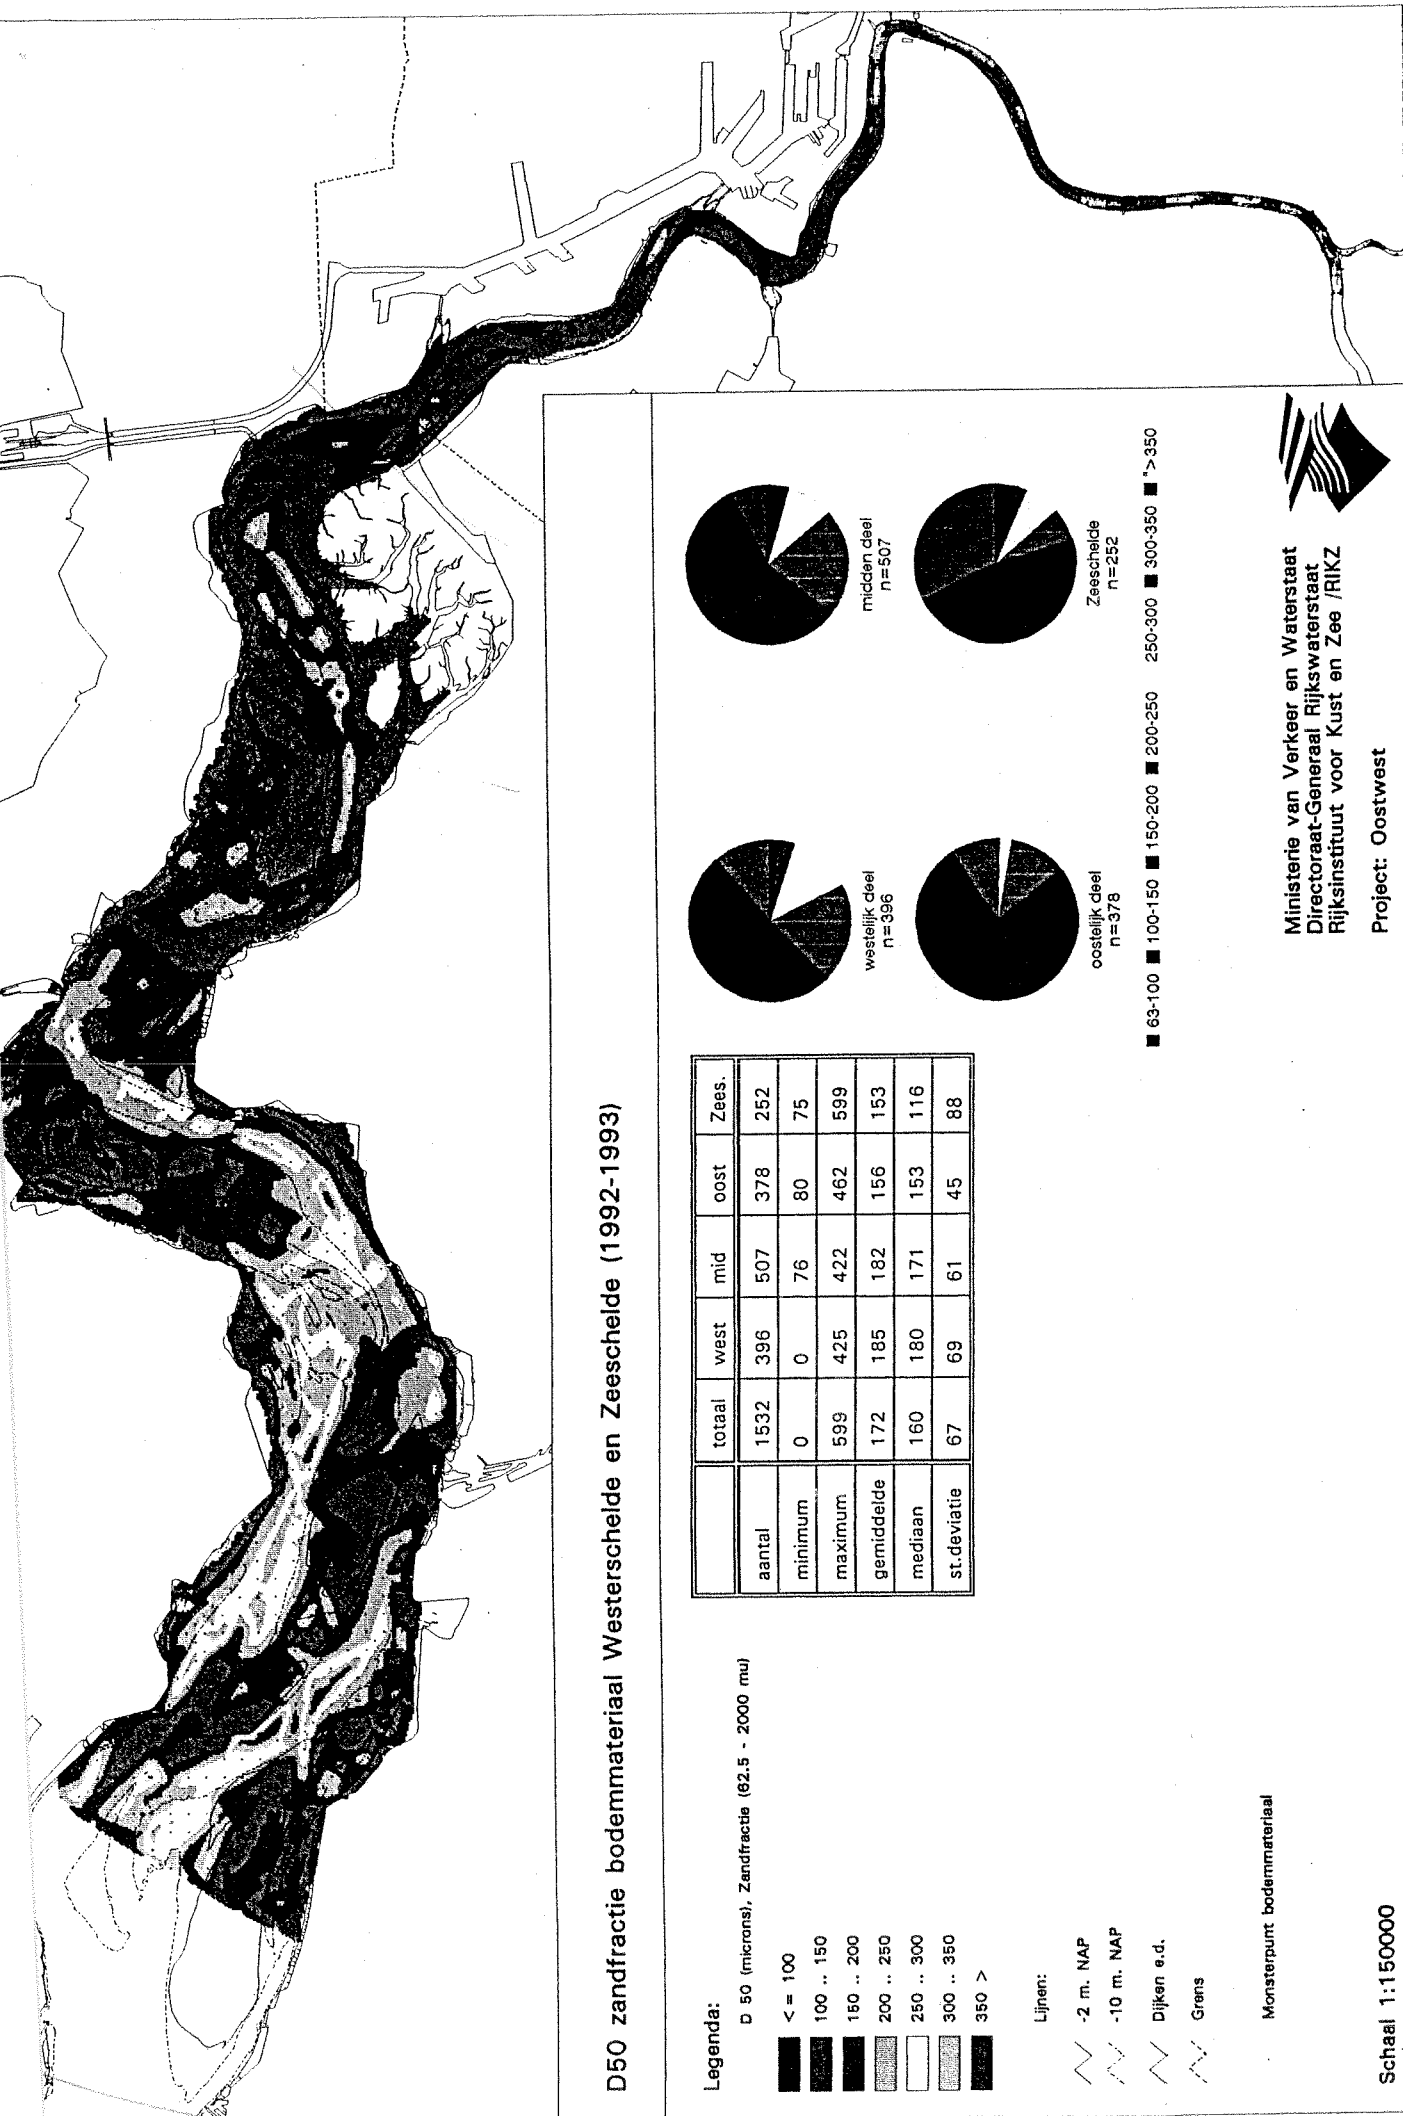 D50 zandfractie bodemmateriaal Westerschelde en Zeeschelde (1992-1993)
Legenda:
D 50 (microns), Zandfractie (62.5 - 2000 mu)
< = 100
100 .. 150
150 .. 200
200 .. 250
250 .. 300
300 .. 350
350 >
Lijnen:
-2 m. NAP
-10 m. NAP
Dijken e.d.
Grens
Monsterpunt bodemmateriaal
Schaal 1:150000
totaal west mid oost Zees.
aantal 1532 396 507 378 252
minimum 0 0 76 80 75
maximum 599 425 422 462 599
gemiddelde 172 185 182 156 153
mediaan 160 180 171 153 116
st.deviatie 67 69 61 45 88
westelijk deel
n=396
midden deel
n=507
oostelijk deel
n=378
Zeeschelde
n=252
63-100 100-150 150-200 200-250 250-300 300-350 ">350
Ministerie van Verkeer en Waterstaat
Directoraat-Generaal Rijkswaterstaat
Rijksinstituut voor Kust en Zee /RIKZ
Project: Oostwest